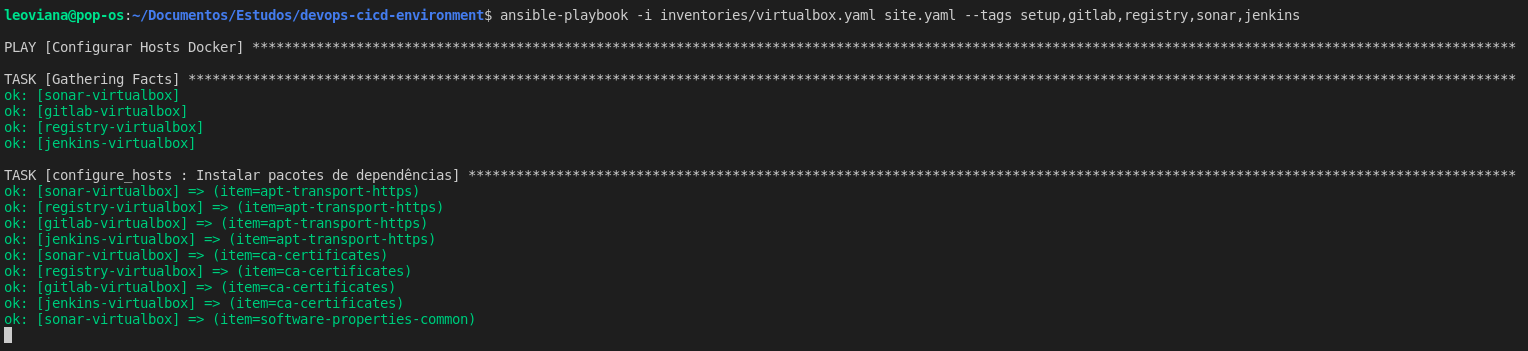 leoviana@pop-os:~/Documentos/Estudos/devops-cicd-environment$ ansible-playbook -i inventories/virtualbox.yaml site.yaml --tags setup,gitlab,registry,sonar,jenkins
PLAY [Configurar Hosts Docker] **************************************************************************************************************************************************************
TASK [Gathering Facts] **********************************************************************************************************************************************************************
ok: [sonar-virtualbox]
ok: [gitlab-virtualbox]
ok: [registry-virtualbox]
ok: [jenkins-virtualbox]
TASK [configure_hosts : Instalar pacotes de dependências] ***********************************************************************************************************************************
ok: [sonar-virtualbox] => (item=apt-transport-https)
ok: [registry-virtualbox] => (item=apt-transport-https)
ok: [gitlab-virtualbox] => (item=apt-transport-https)
ok: [jenkins-virtualbox] => (item=apt-transport-https)
ok: [sonar-virtualbox] => (item=ca-certificates)
ok: [registry-virtualbox] => (item=ca-certificates)
ok: [gitlab-virtualbox] => (item=ca-certificates)
ok: [jenkins-virtualbox] => (item=ca-certificates)
ok: [sonar-virtualbox] => (item=software-properties-common)